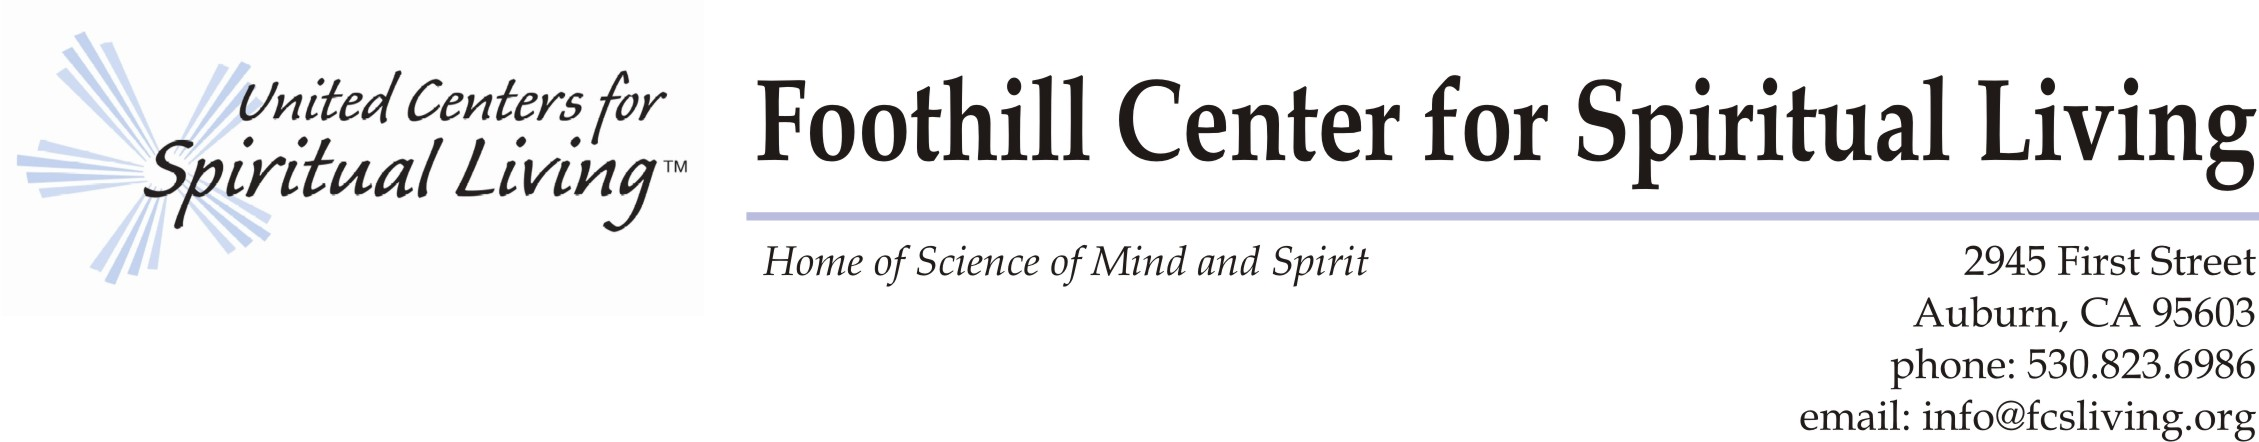 United Centers for
Spiritual Living™
Foothill Center for Spiritual Living
Home of Science of Mind and Spirit
2945 First Street
Auburn, CA 95603
phone: 530.823.6986
email: info@fcsliving.org